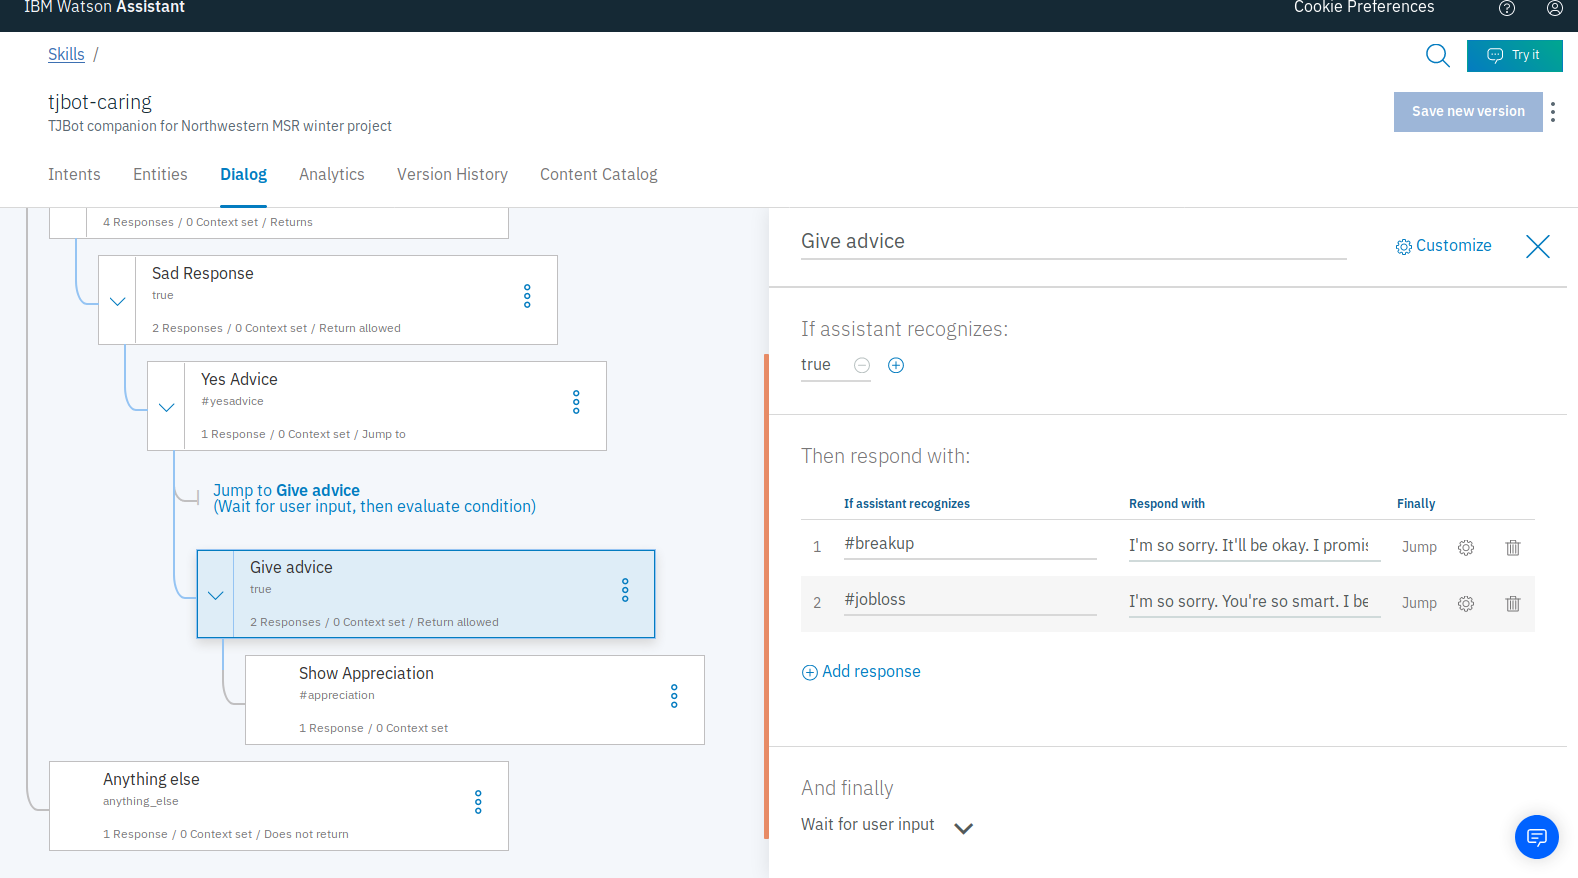 IBM Watson Assistant
Cookie Preferences
Skills /
Try it
tjbot-caring
TJBot companion for Northwestern MSR winter project
Save new version
Intents
Entities
Dialog
Analytics
Version History
Content Catalog
4 Responses / 0 Context set / Returns
Sad Response
true
2 Responses / 0 Context set / Return allowed
Yes Advice
#yesadvice
1 Response / 0 Context set / Jump to
Jump to Give advice
(Wait for user input, then evaluate condition)
Give advice
true
2 Responses / 0 Context set / Return allowed
Show Appreciation
#appreciation
1 Response / 0 Context set
Anything else
anything_else
1 Response / 0 Context set / Does not return
Give advice
Customize
If assistant recognizes:
true
Then respond with:
If assistant recognizes
Respond with
Finally
1 #breakup I'm so sorry. It'll be okay. I promis Jump
2 #jobloss I'm so sorry. You're so smart. I be Jump
Add response
And finally
Wait for user input